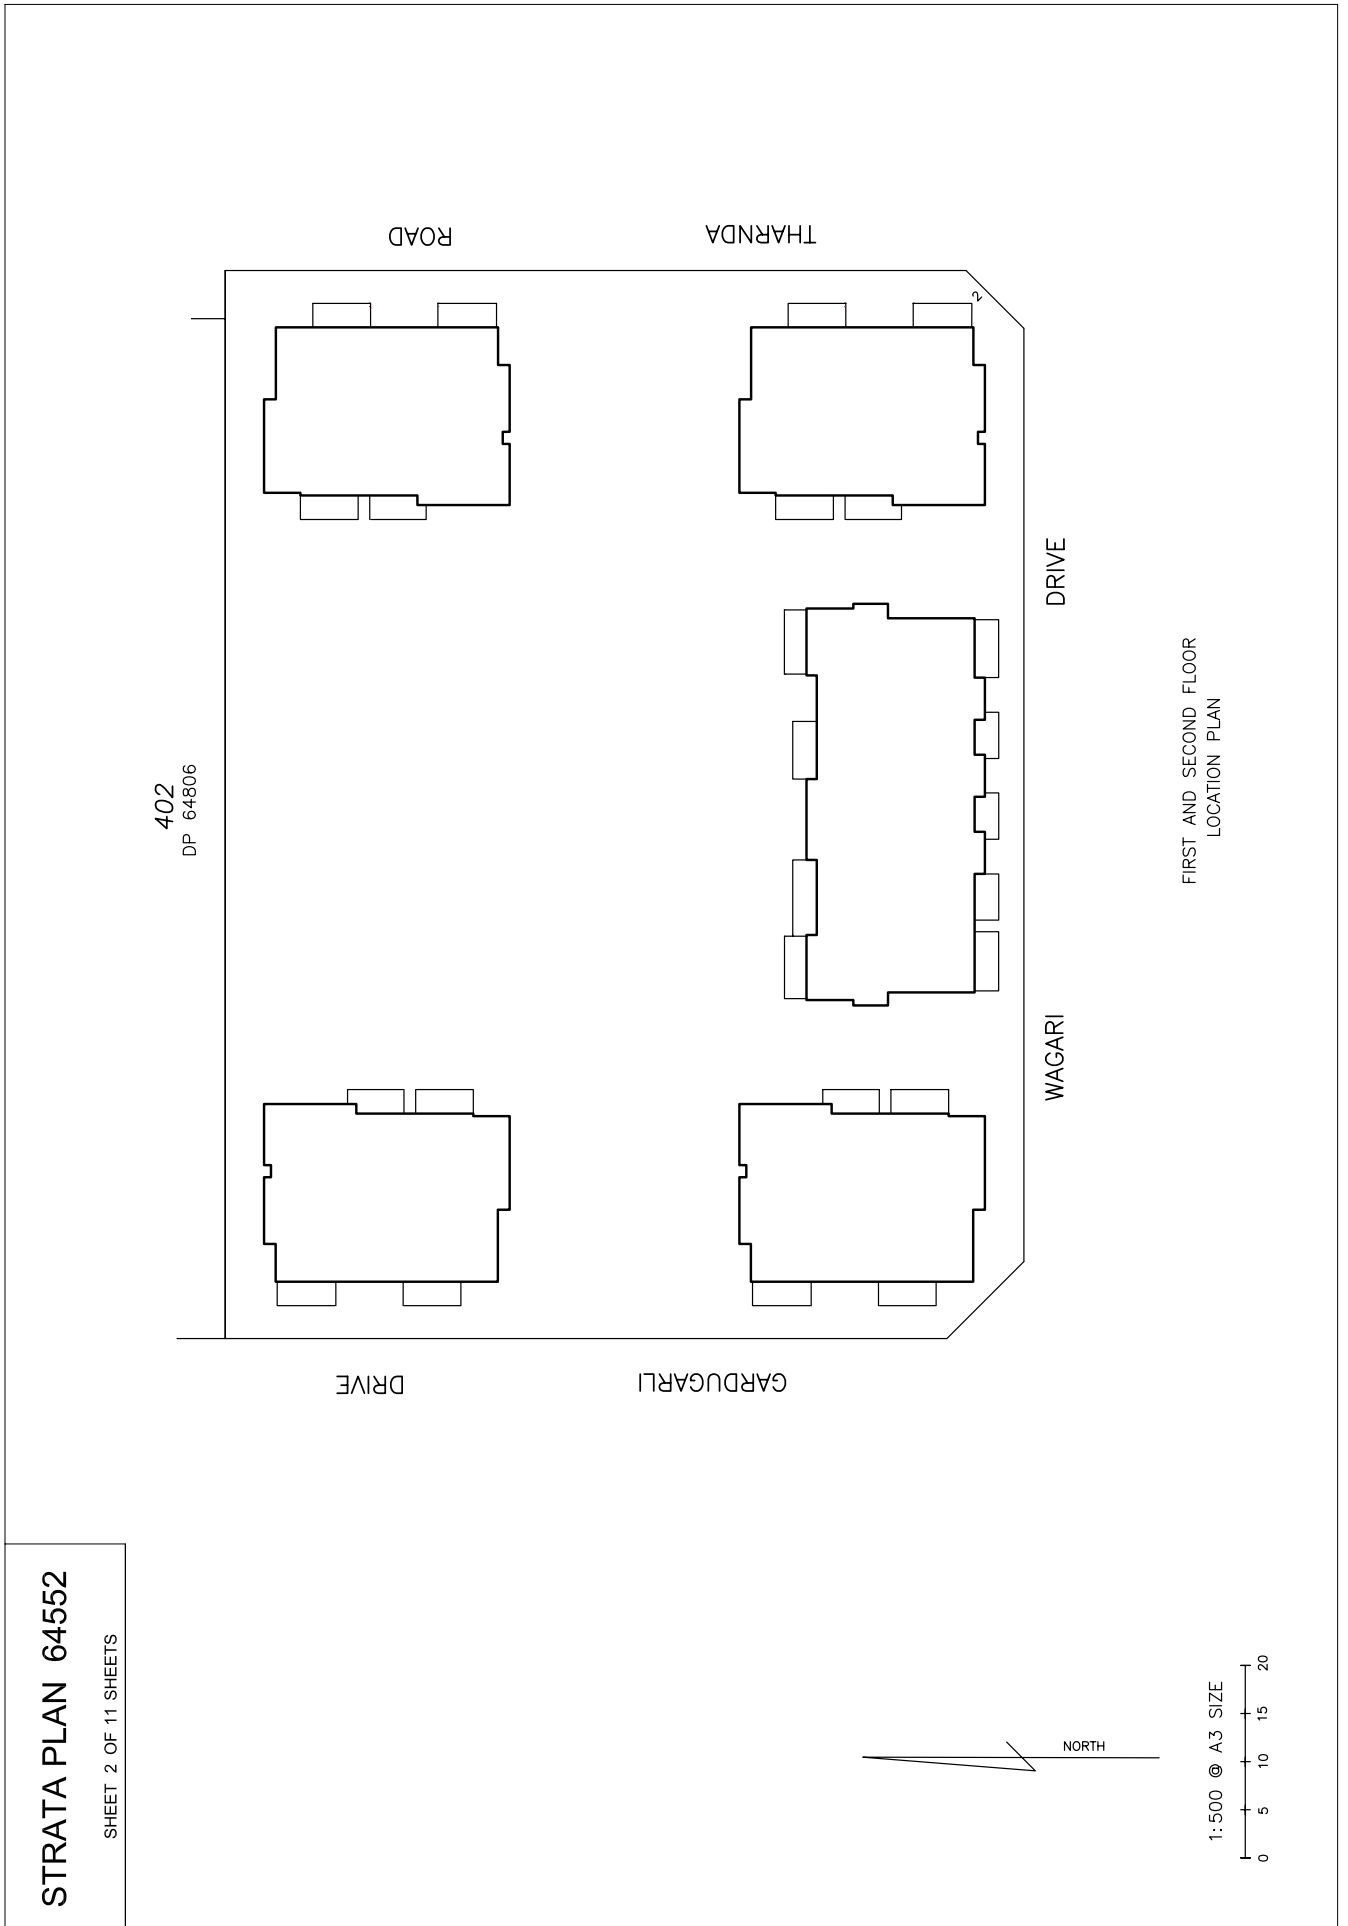 STRATA PLAN 64552
SHEET 2 OF 11 SHEETS
402
DP 64806
ROAD
THARNDA
2
DRIVE
WAGARI
DRIVE
GARDUGARLI
FIRST AND SECOND FLOOR
LOCATION PLAN
NORTH
1:500 @ A3 SIZE
0 5 10 15 20